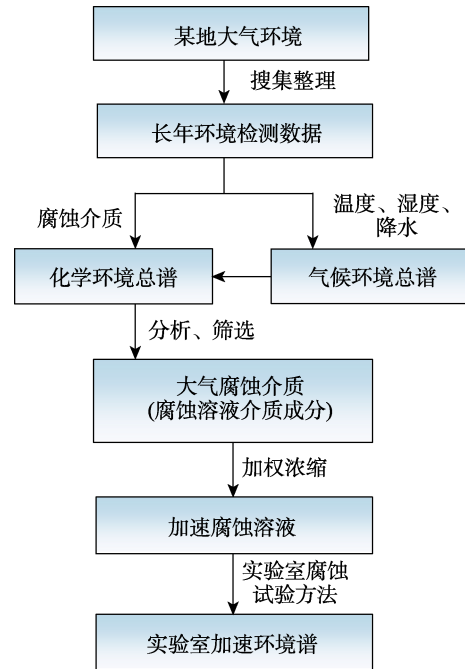 某地大气环境
搜集整理
长年环境检测数据
腐蚀介质
温度、湿度、
降水
化学环境总谱
气候环境总谱
分析、筛选
大气腐蚀介质
(腐蚀溶液介质成分)
加权浓缩
加速腐蚀溶液
实验室腐蚀
试验方法
实验室加速环境谱